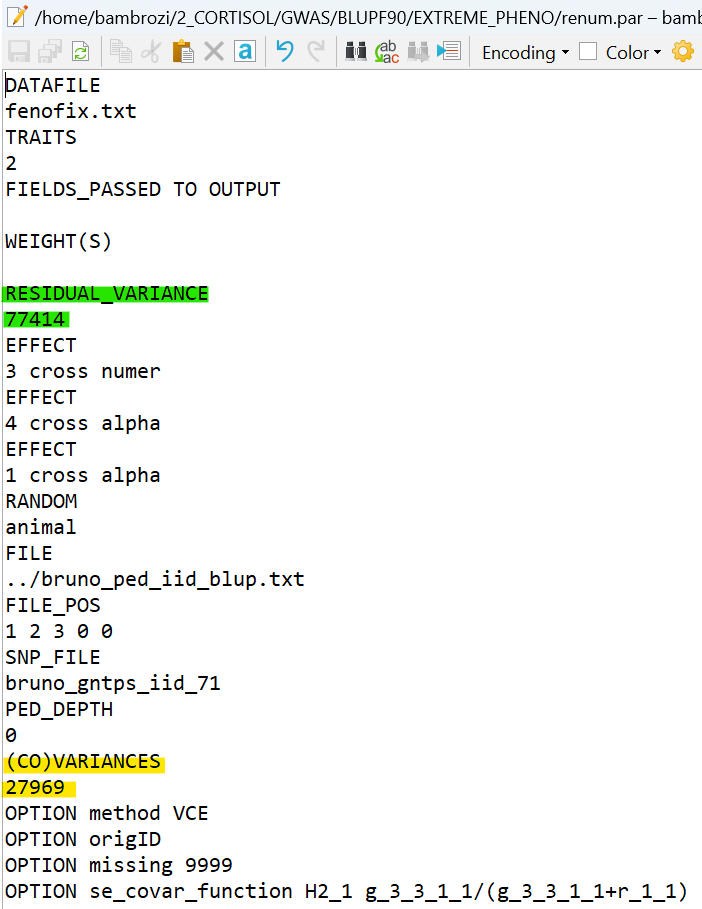 /home/bambrozi/2_CORTISOL/GWAS/BLUPF90/EXTREME_PHENO/renum.par – bamb
Encoding Color
DATAFILE
fenofix.txt
TRAITS
2
FIELDS_PASSED TO OUTPUT
WEIGHT(S)
RESIDUAL_VARIANCE
77414
EFFECT
3 cross numer
EFFECT
4 cross alpha
EFFECT
1 cross alpha
RANDOM
animal
FILE
../bruno_ped_iid_blup.txt
FILE_POS
1 2 3 0 0
SNP_FILE
bruno_gntps_iid_71
PED_DEPTH
0
(CO)VARIANCES
27969
OPTION method VCE
OPTION origID
OPTION missing 9999
OPTION se_covar_function H2_1 g_3_3_1_1/(g_3_3_1_1+r_1_1)